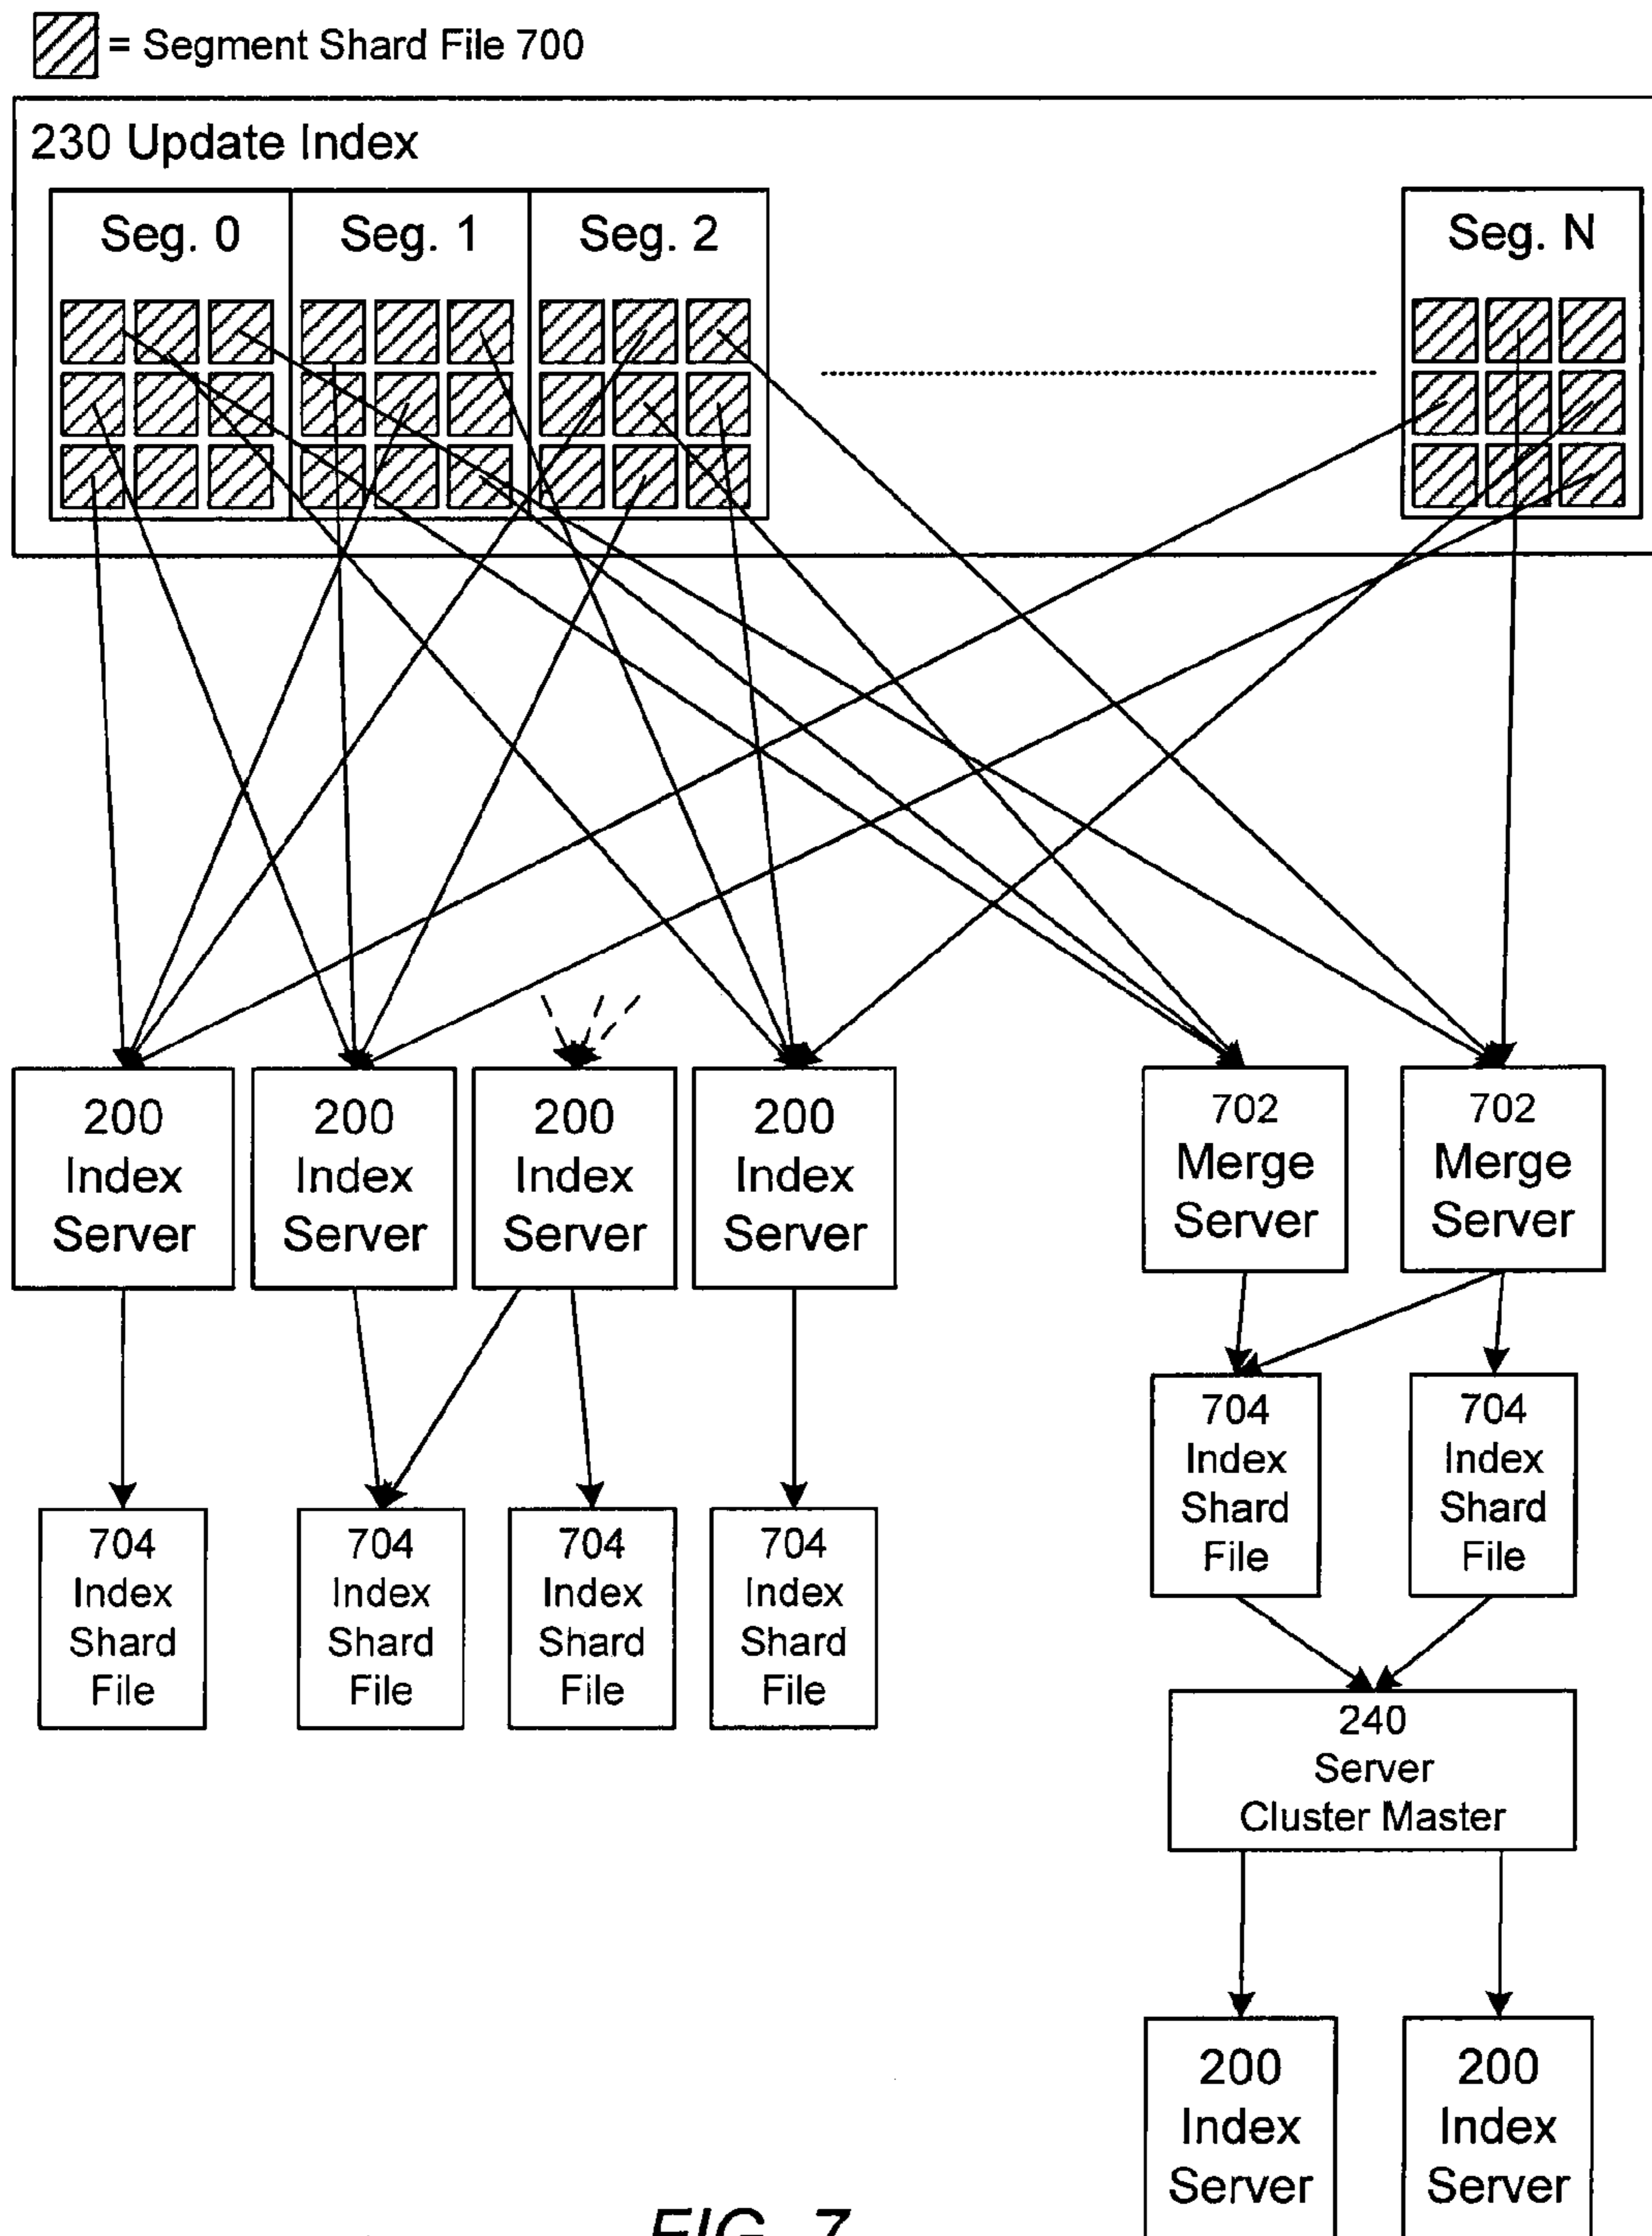 = Segment Shard File 700
230 Update Index
Seg. 0
Seg. 1
Seg. 2
Seg. N
200
Index
Server
200
Index
Server
200
Index
Server
200
Index
Server
702
Merge
Server
702
Merge
Server
704
Index
Shard
File
704
Index
Shard
File
704
Index
Shard
File
704
Index
Shard
File
704
Index
Shard
File
704
Index
Shard
File
240
Server
Cluster Master
200
Index
Server
200
Index
Server
FIG. 7